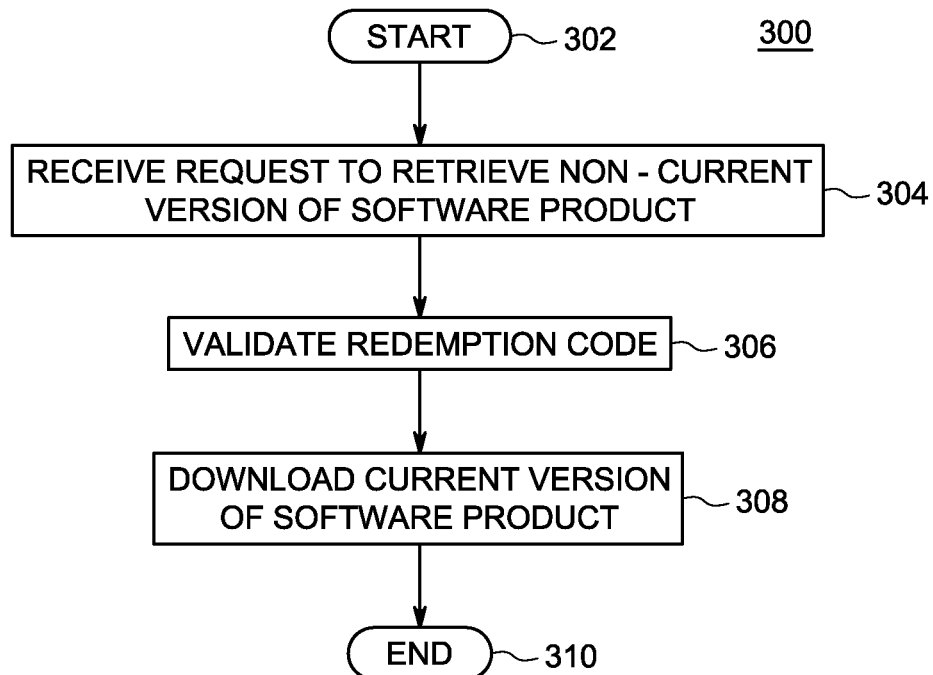 START
302
300
RECEIVE REQUEST TO RETRIEVE NON - CURRENT
VERSION OF SOFTWARE PRODUCT
304
VALIDATE REDEMPTION CODE
306
DOWNLOAD CURRENT VERSION
OF SOFTWARE PRODUCT
308
END
310